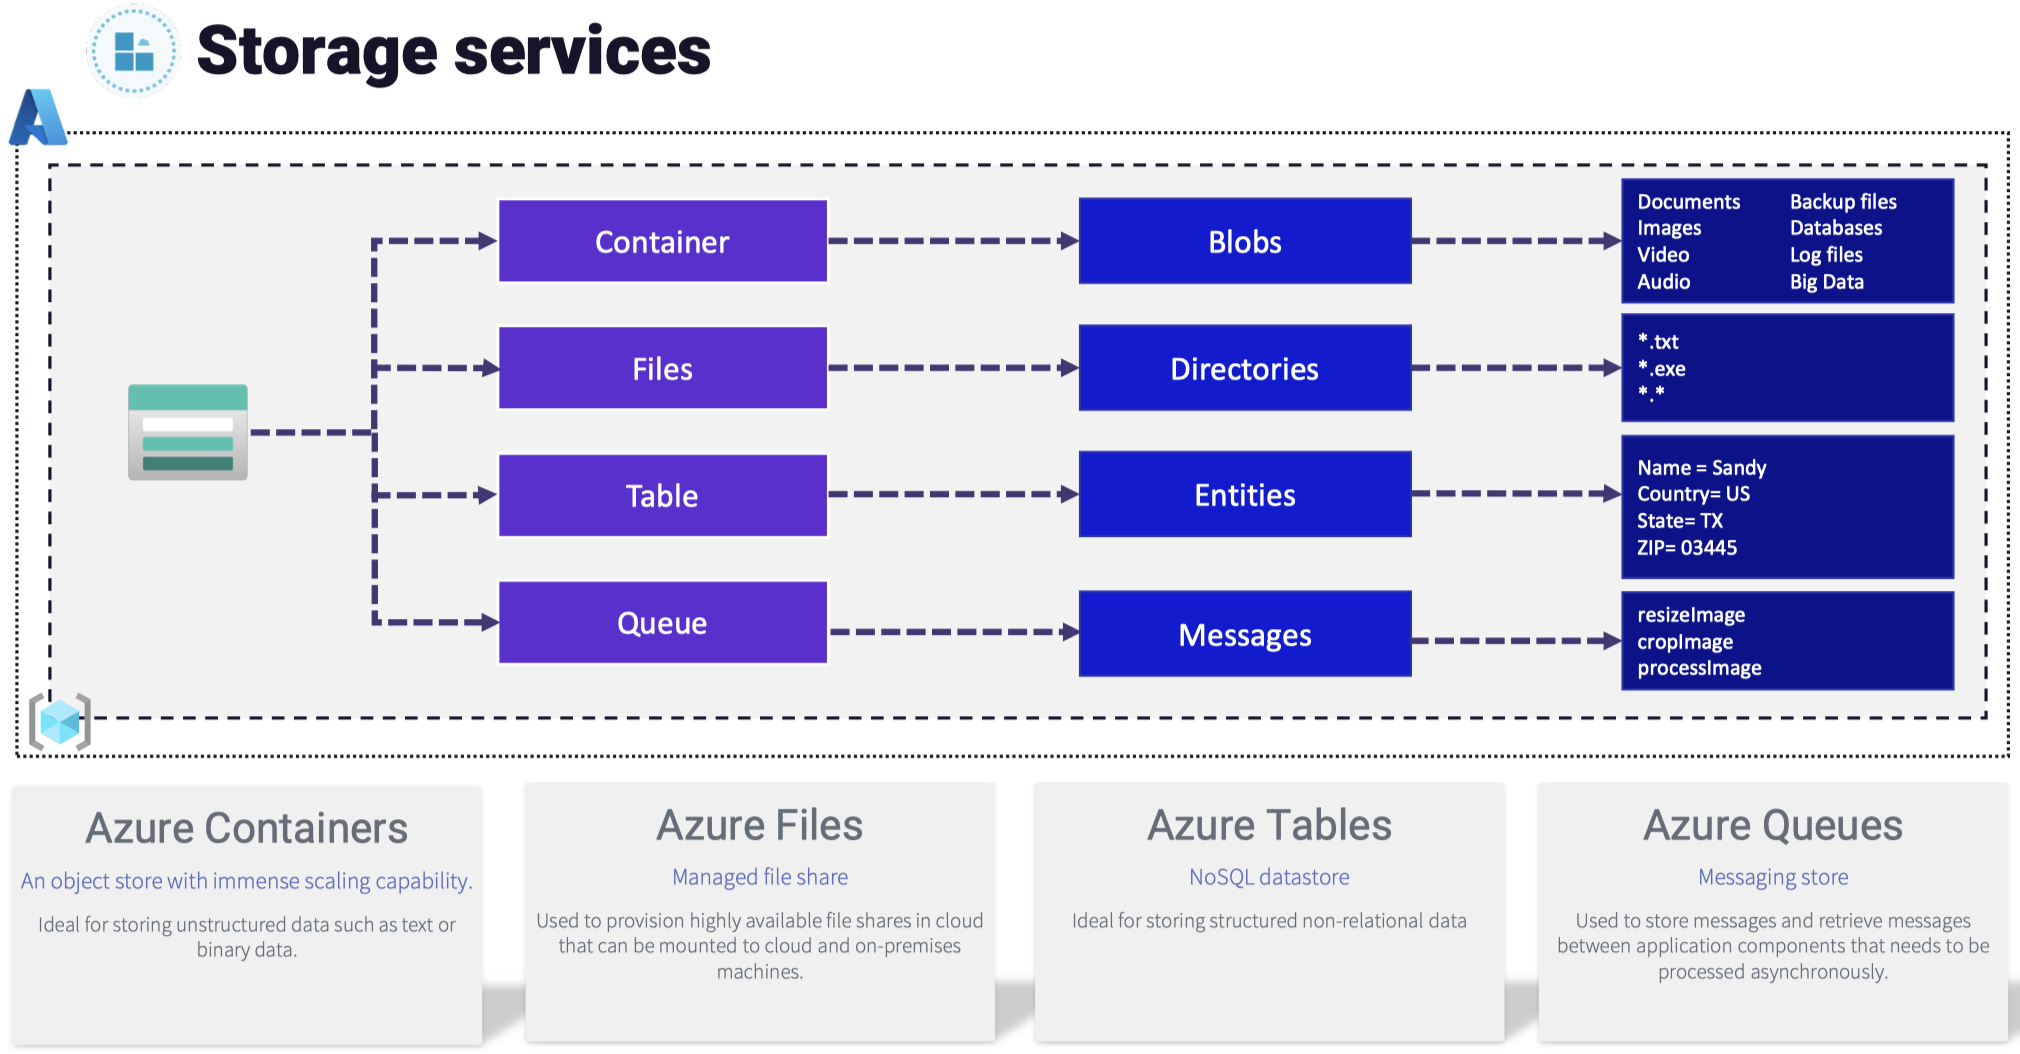 Storage services
Container
Blobs
Documents
Images
Video
Audio
Backup files
Databases
Log files
Big Data
Files
Directories
*.txt
*.exe
*.*
Table
Entities
Name = Sandy
Country= US
State= TX
ZIP= 03445
Queue
Messages
resizeImage
cropImage
processImage
Azure Containers
An object store with immense scaling capability.
Ideal for storing unstructured data such as text or
binary data.
Azure Files
Managed file share
Used to provision highly available file shares in cloud
that can be mounted to cloud and on-premises
machines.
Azure Tables
NoSQL datastore
Ideal for storing structured non-relational data
Azure Queues
Messaging store
Used to store messages and retrieve messages
between application components that needs to be
processed asynchronously.